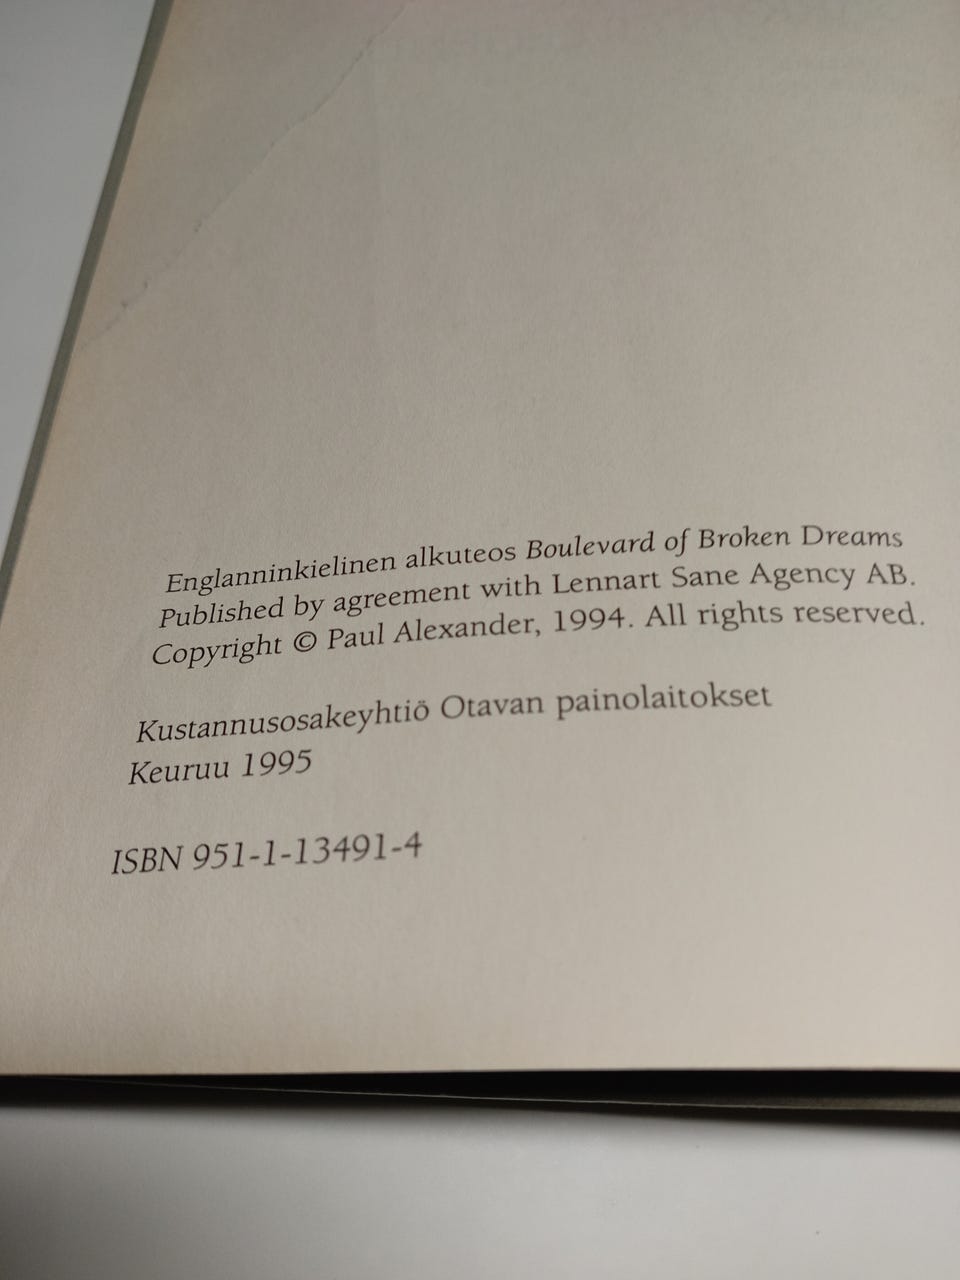 Englanninkielinen alkuteos Boulevard of Broken Dreams
Published by agreement with Lennart Sane Agency AB.
Copyright © Paul Alexander, 1994. All rights reserved.
Kustannusosakeyhtiö Otavan painolaitokset
Keuruu 1995
ISBN 951-1-13491-4